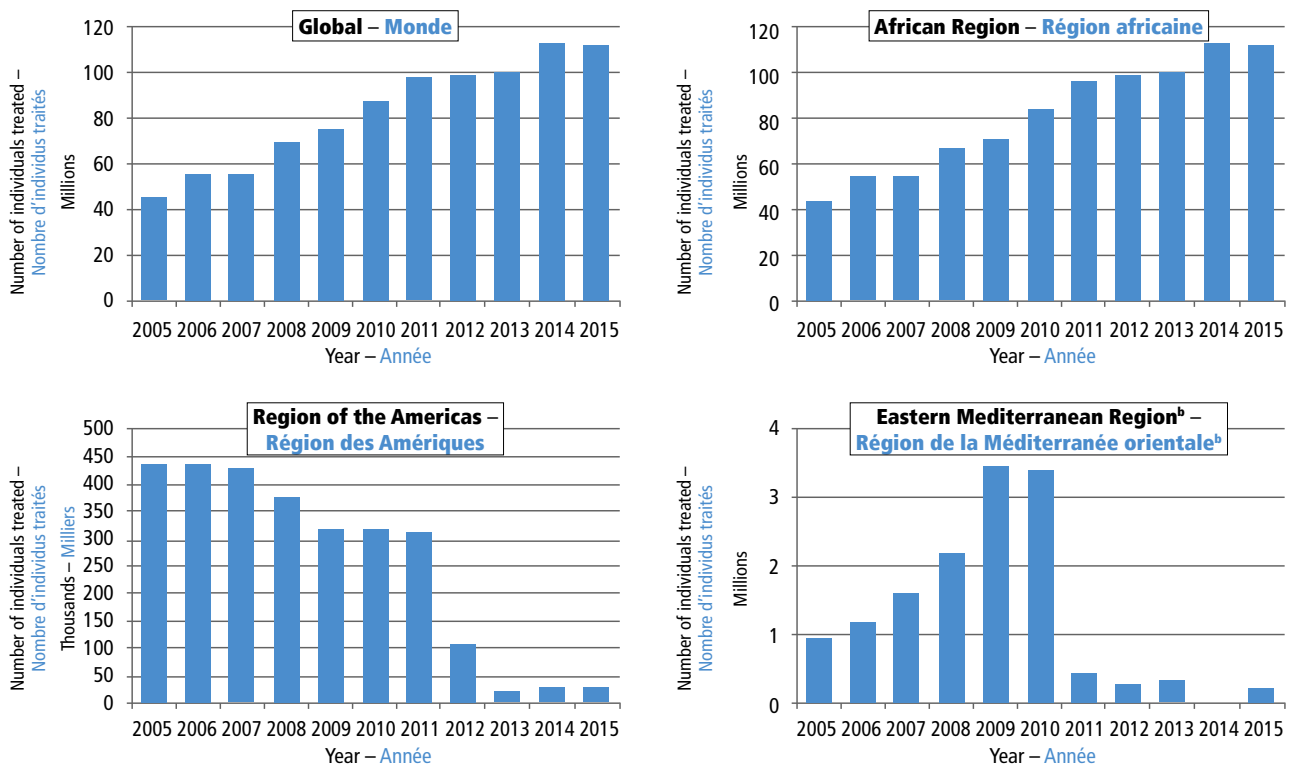 Global – Monde
Number of individuals treated –
Nombre d'individus traités
Millions
120
100
80
60
40
20
0
2005 2006 2007 2008 2009 2010 2011 2012 2013 2014 2015
Year – Année
African Region – Région africaine
Number of individuals treated –
Nombre d'individus traités
Millions
120
100
80
60
40
20
0
2005 2006 2007 2008 2009 2010 2011 2012 2013 2014 2015
Year – Année
Region of the Americas –
Région des Amériques
Number of individuals treated –
Nombre d'individus traités
Thousands – Milliers
500
450
400
350
300
250
200
150
100
50
0
2005 2006 2007 2008 2009 2010 2011 2012 2013 2014 2015
Year – Année
Eastern Mediterranean Regionᵇ –
Région de la Méditerranée orientaleᵇ
Number of individuals treated –
Nombre d'individus traités
Millions
4
3
2
1
0
2005 2006 2007 2008 2009 2010 2011 2012 2013 2014 2015
Year – Année